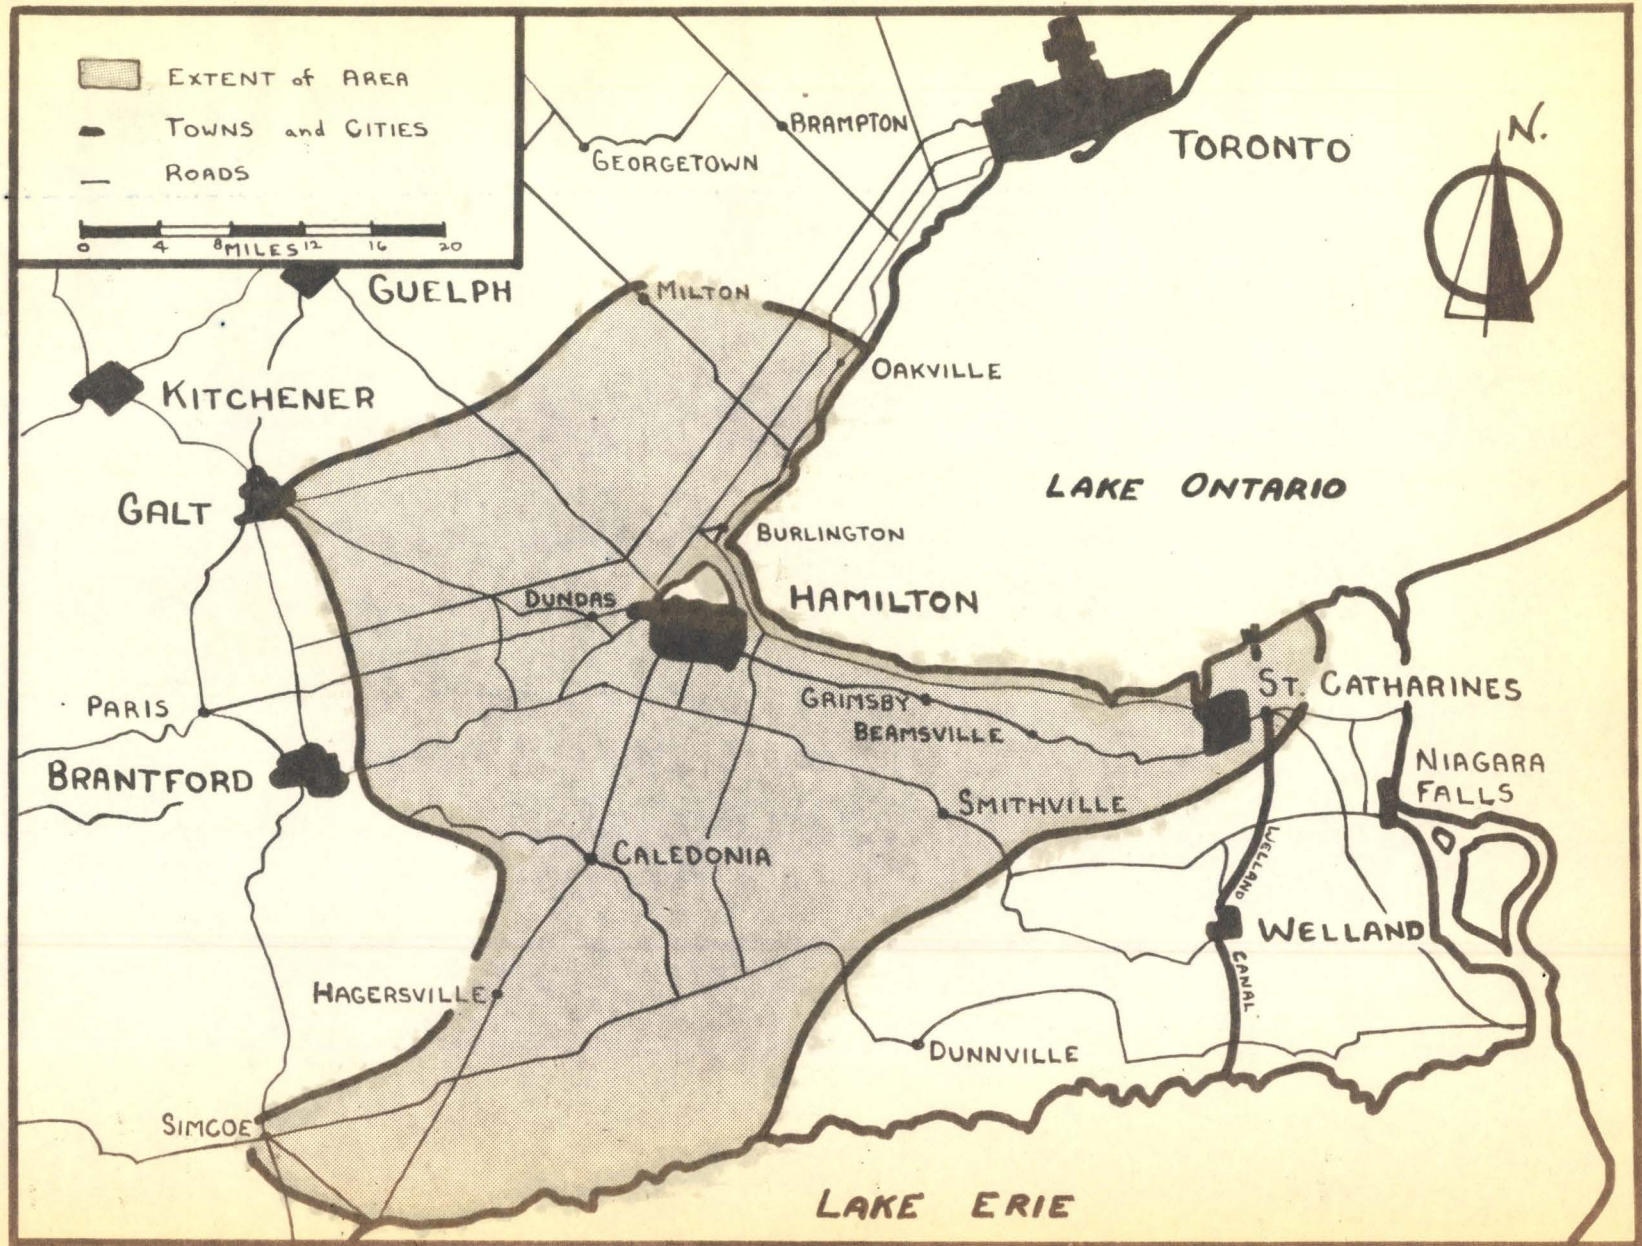 EXTENT of AREA
TOWNS and CITIES
ROADS
0 4 8 12 16 20
MILES
N.
BRAMPTON
GEORGETOWN
TORONTO
GUELPH
MILTON
OAKVILLE
KITCHENER
LAKE ONTARIO
GALT
BURLINGTON
DUNDAS
HAMILTON
ST. CATHARINES
GRIMSBY
PARIS
BEAMSVILLE
BRANTFORD
NIAGARA
FALLS
SMITHVILLE
CALEDONIA
WELLAND
WELLAND
CANAL
HAGERSVILLE
DUNNVILLE
SIMCOE
LAKE ERIE